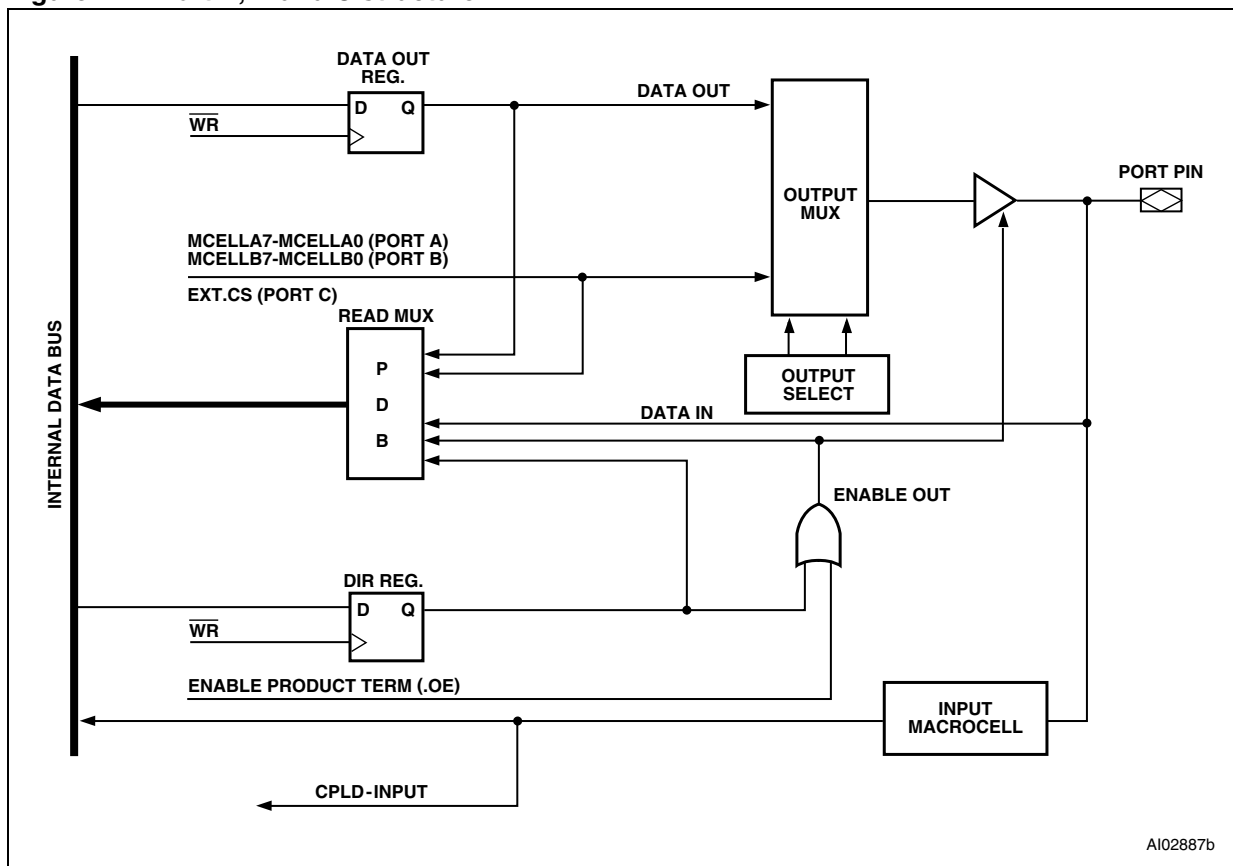 DATA OUT
REG.
D Q
WR
DATA OUT
OUTPUT
MUX
PORT PIN
MCELLA7-MCELLA0 (PORT A)
MCELLB7-MCELLB0 (PORT B)
EXT.CS (PORT C)
READ MUX
P
D
B
OUTPUT
SELECT
DATA IN
INTERNAL DATA BUS
ENABLE OUT
DIR REG.
D Q
WR
ENABLE PRODUCT TERM (.OE)
INPUT
MACROCELL
CPLD-INPUT
AI02887b